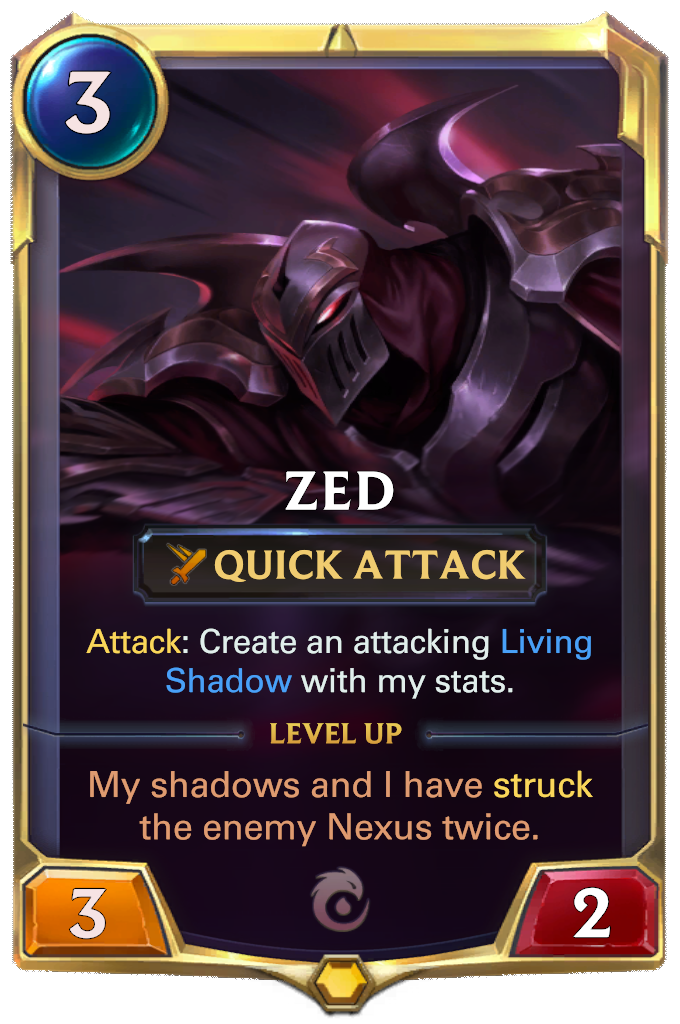 3
ZED
QUICK ATTACK
Attack: Create an attacking Living
Shadow with my stats.
LEVEL UP
My shadows and I have struck
the enemy Nexus twice.
3
2